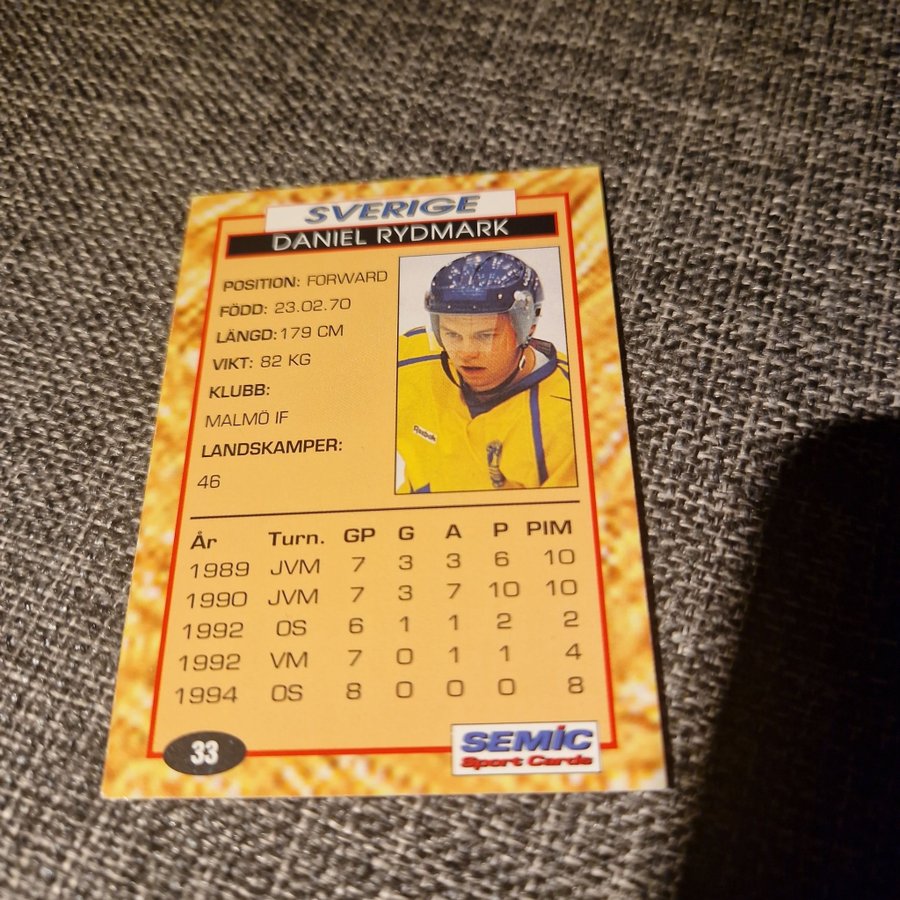 SVERIGE
DANIEL RYDMARK
POSITION: FORWARD
FÖDD: 23.02.70
LÄNGD: 179 CM
VIKT: 82 KG
KLUBB:
MALMÖ IF
LANDSKAMPER:
46
Reebok
År Turn. GP G A P PIM
1989 JVM 7 3 3 6 10
1990 JVM 7 3 7 10 10
1992 OS 6 1 1 2 2
1992 VM 7 0 1 1 4
1994 OS 8 0 0 0 8
33
SEMIC
Sport Cards